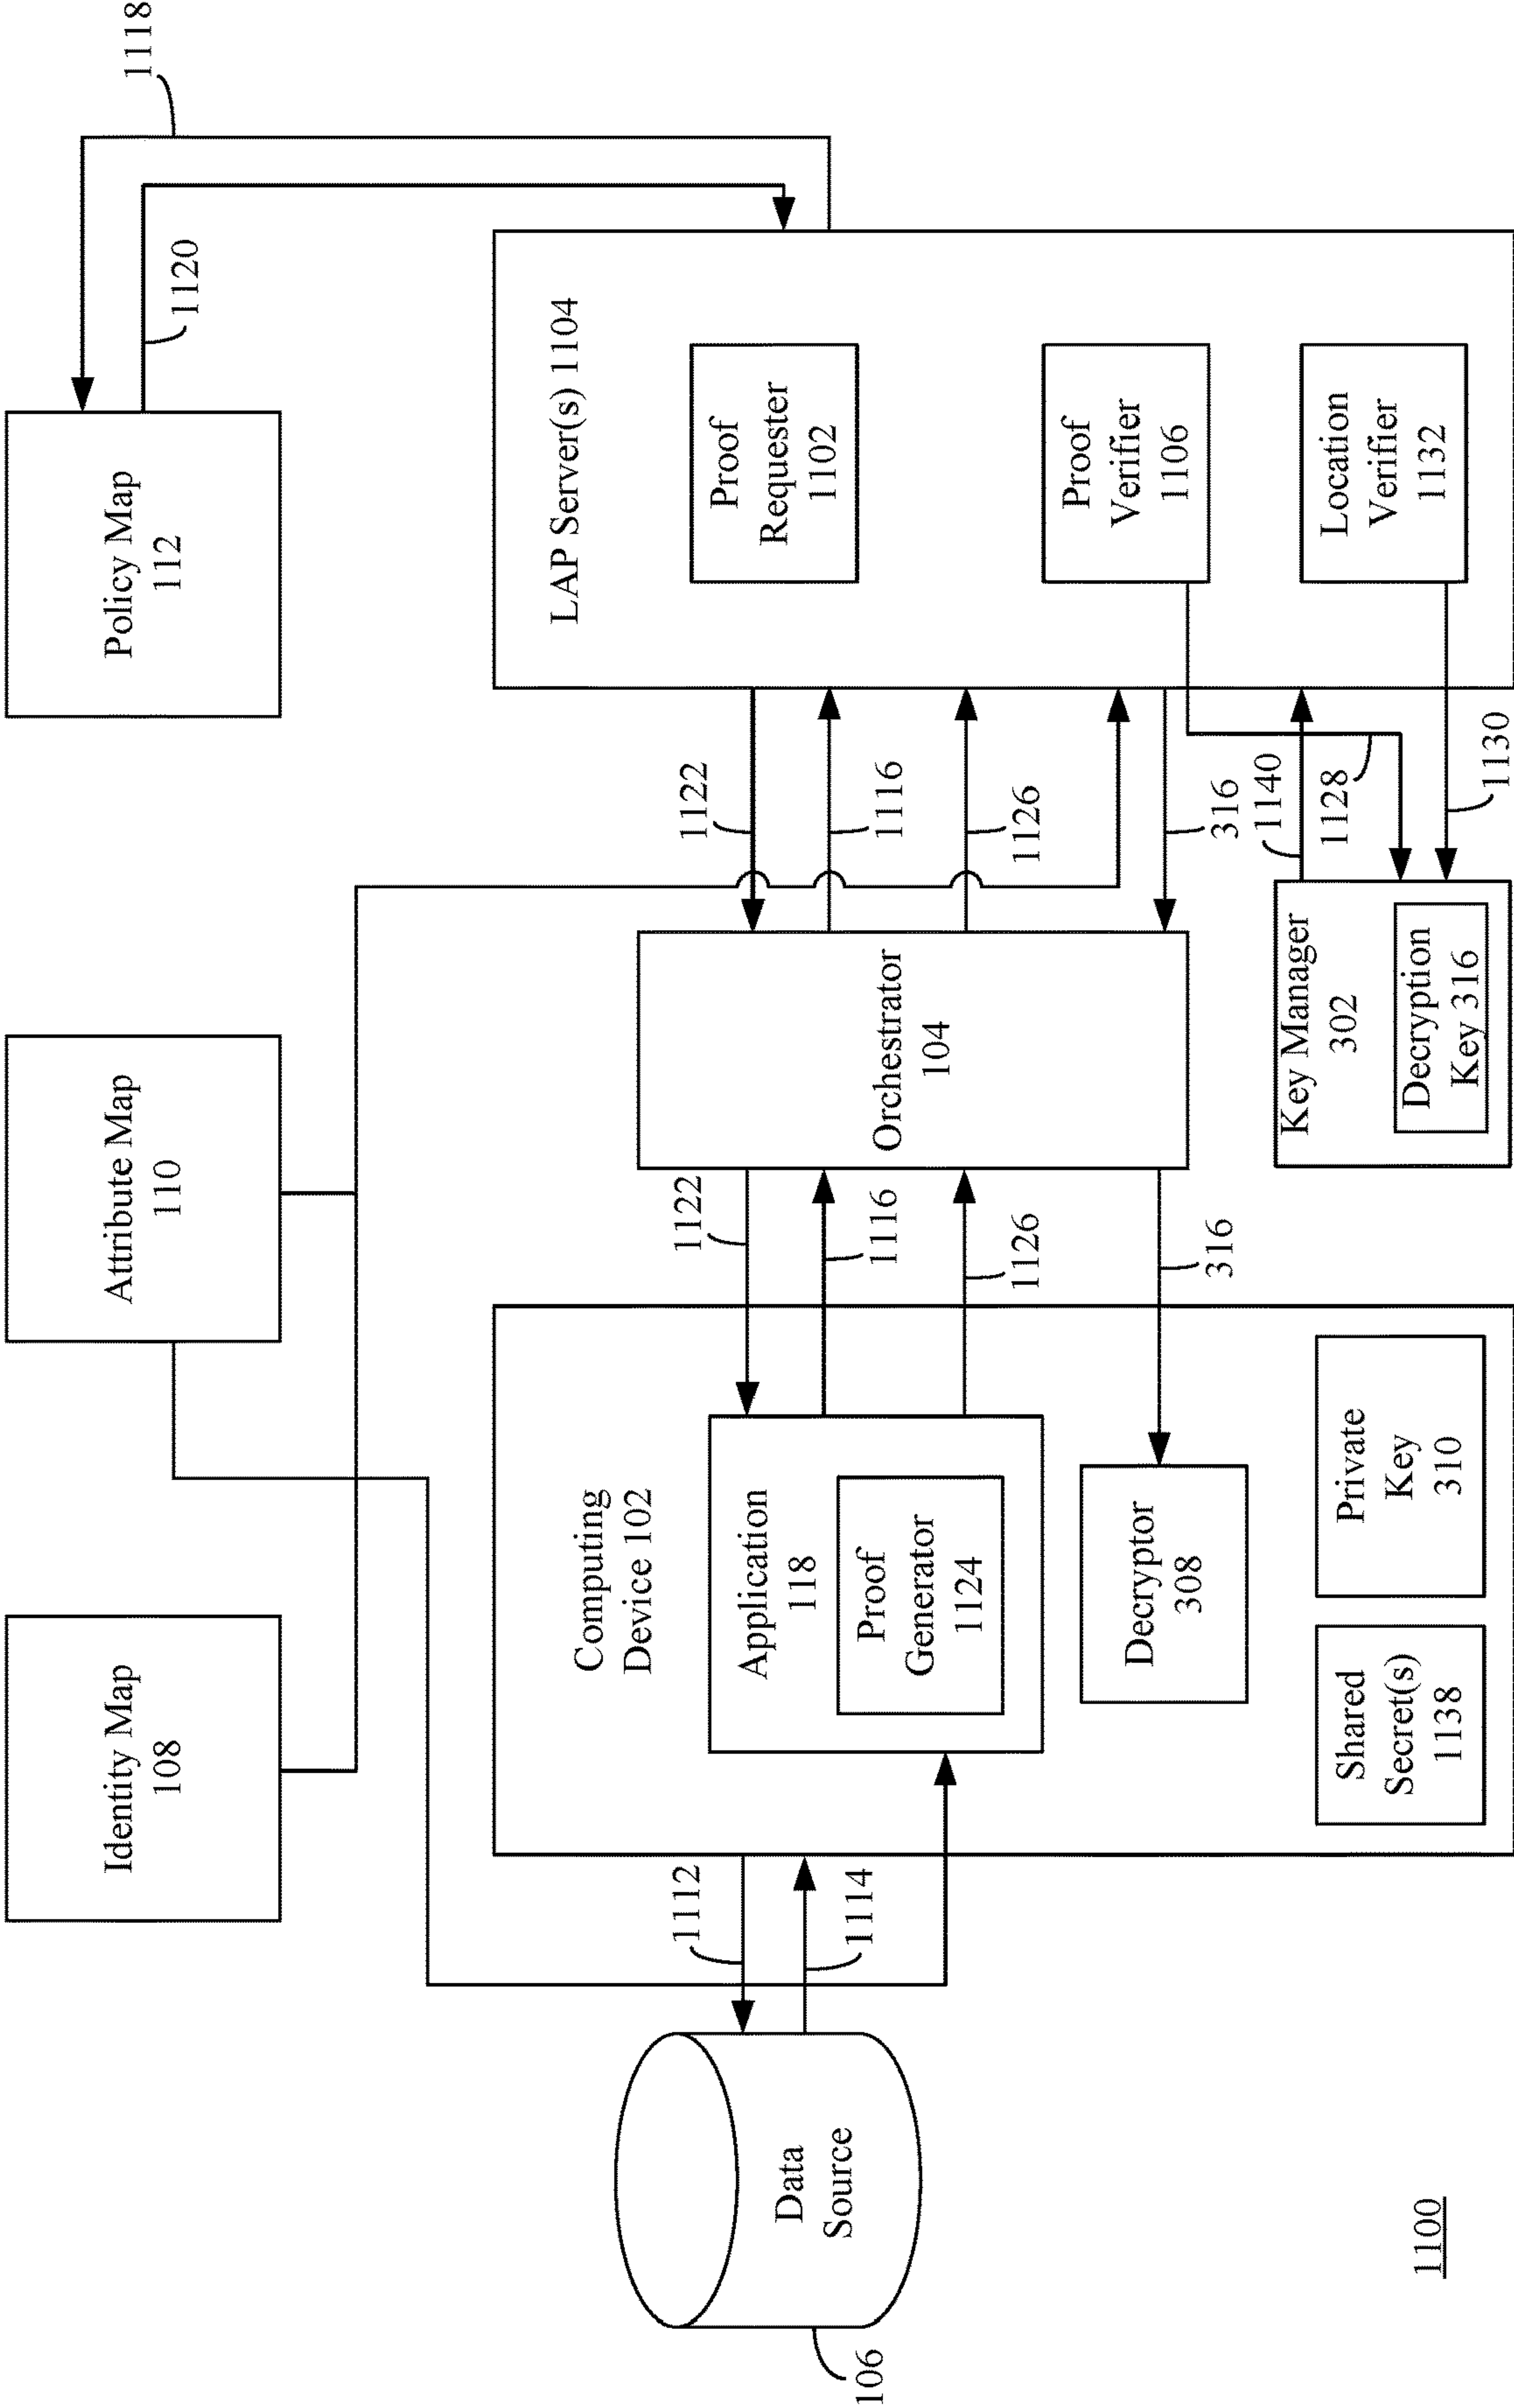 Identity Map
108
Attribute Map
110
Policy Map
112
1118
1120
Computing
Device 102
Application
118
Proof
Generator
1124
Decryptor
308
Shared
Secret(s)
1138
Private
Key
310
106
Data
Source
1112
1114
1122
1116
1126
316
Orchestrator
104
1122
1116
1126
316
1140
1128
1130
Key Manager
302
Decryption
Key 316
LAP Server(s) 1104
Proof
Requester
1102
Proof
Verifier
1106
Location
Verifier
1132
1100